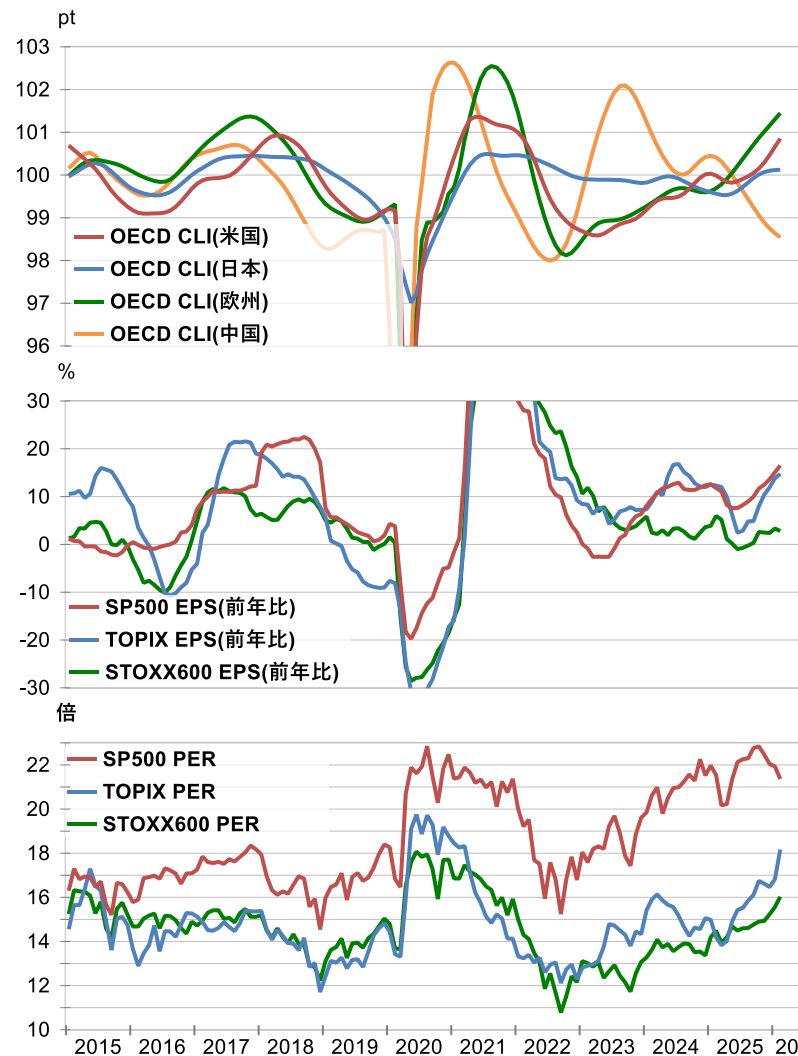 pt
103
102
101
100
99
98
97
96
OECD CLI(米国)
OECD CLI(日本)
OECD CLI(欧州)
OECD CLI(中国)
%
30
20
10
0
-10
-20
-30
SP500 EPS(前年比)
TOPIX EPS(前年比)
STOXX600 EPS(前年比)
倍
22
20
18
16
14
12
10
SP500 PER
TOPIX PER
STOXX600 PER
2015 2016 2017 2018 2019 2020 2021 2022 2023 2024 2025 20